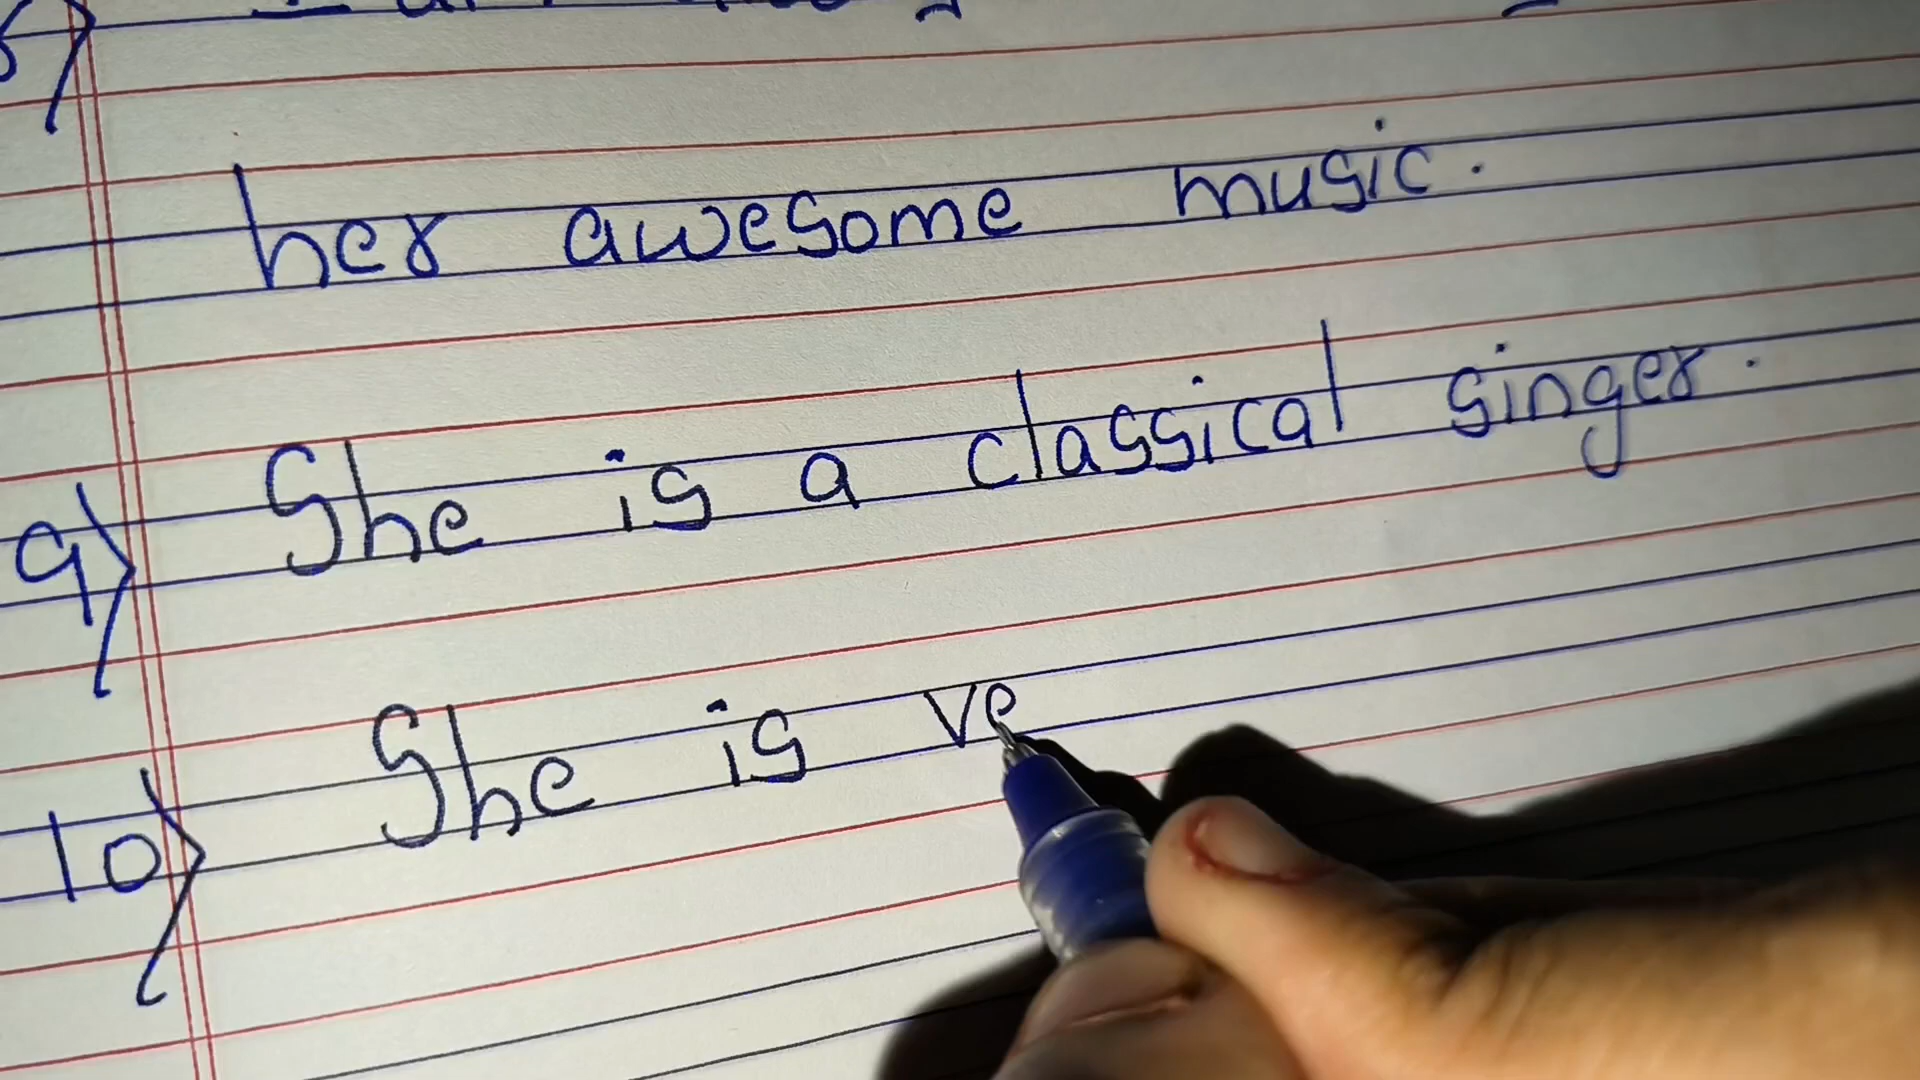 her awesome music.
9) She is a classical singer.
10) She is ve